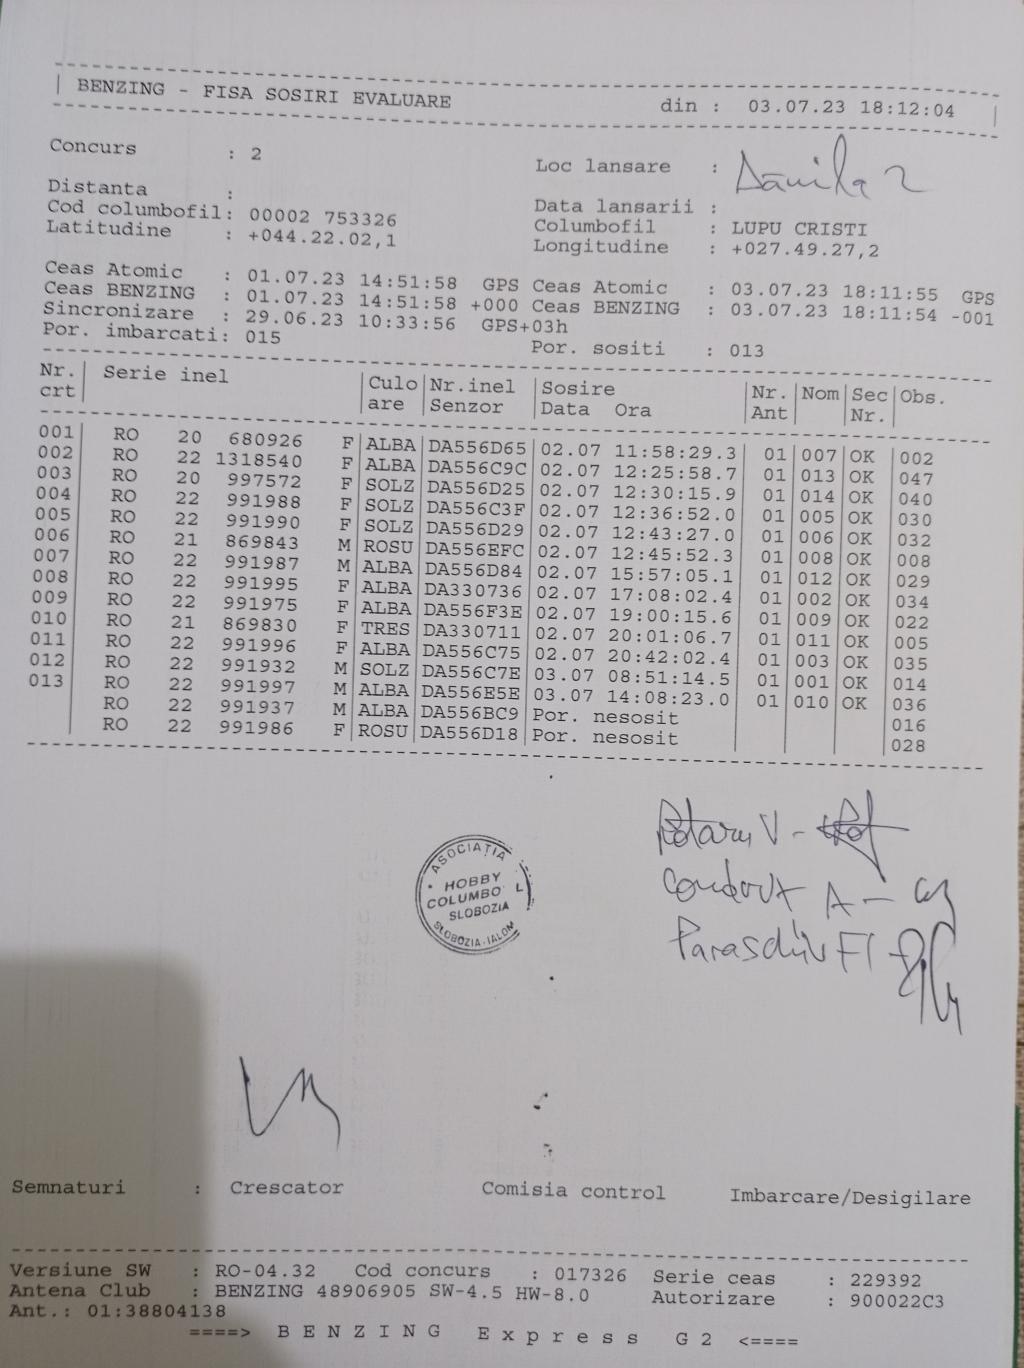 BENZING - FISA SOSIRI EVALUARE din : 03.07.23 18:12:04
Concurs : 2 Loc lansare : Danila 2
Distanta : Data lansarii :
Cod columbofil: 00002 753326 Columbofil : LUPU CRISTI
Latitudine : +044.22.02,1 Longitudine : +027.49.27,2
Ceas Atomic : 01.07.23 14:51:58 GPS Ceas Atomic : 03.07.23 18:11:55 GPS
Ceas BENZING : 01.07.23 14:51:58 +000 Ceas BENZING : 03.07.23 18:11:54 -001
Sincronizare : 29.06.23 10:33:56 GPS+03h
Por. imbarcati: 015 Por. sositi : 013
Nr. crt Serie inel Culo are Nr.inel Senzor Sosire Data Ora Nr. Ant Nom Sec Nr. Obs.
001 RO 20 680926 F ALBA DA556D65 02.07 11:58:29.3 01 007 OK 002
002 RO 22 1318540 F ALBA DA556C9C 02.07 12:25:58.7 01 013 OK 047
003 RO 20 997572 F SOLZ DA556D25 02.07 12:30:15.9 01 014 OK 040
004 RO 22 991988 F SOLZ DA556C3F 02.07 12:36:52.0 01 005 OK 030
005 RO 22 991990 F SOLZ DA556D29 02.07 12:43:27.0 01 006 OK 032
006 RO 21 869843 M ROSU DA556EFC 02.07 12:45:52.3 01 008 OK 008
007 RO 22 991987 M ALBA DA556D84 02.07 15:57:05.1 01 012 OK 029
008 RO 22 991995 F ALBA DA330736 02.07 17:08:02.4 01 002 OK 034
009 RO 22 991975 F ALBA DA556F3E 02.07 19:00:15.6 01 009 OK 022
010 RO 21 869830 F TRES DA330711 02.07 20:01:06.7 01 011 OK 005
011 RO 22 991996 F ALBA DA556C75 02.07 20:42:02.4 01 003 OK 035
012 RO 22 991932 M SOLZ DA556C7E 03.07 08:51:14.5 01 001 OK 014
013 RO 22 991997 M ALBA DA556E5E 03.07 14:08:23.0 01 010 OK 036
RO 22 991937 M ALBA DA556BC9 Por. nesosit 016
RO 22 991986 F ROSU DA556D18 Por. nesosit 028
Rotaru V -
A -
Paraschiv Fl -
ASOCIAȚIA
HOBBY
COLUMBO L
SLOBOZIA
SLOBOZIA-IALOM
Semnaturi : Crescator Comisia control Imbarcare/Desigilare
Versiune SW : RO-04.32 Cod concurs : 017326 Serie ceas : 229392
Antena Club : BENZING 48906905 SW-4.5 HW-8.0 Autorizare : 900022C3
Ant.: 01:38804138
====> B E N Z I N G E x p r e s s G 2 <====